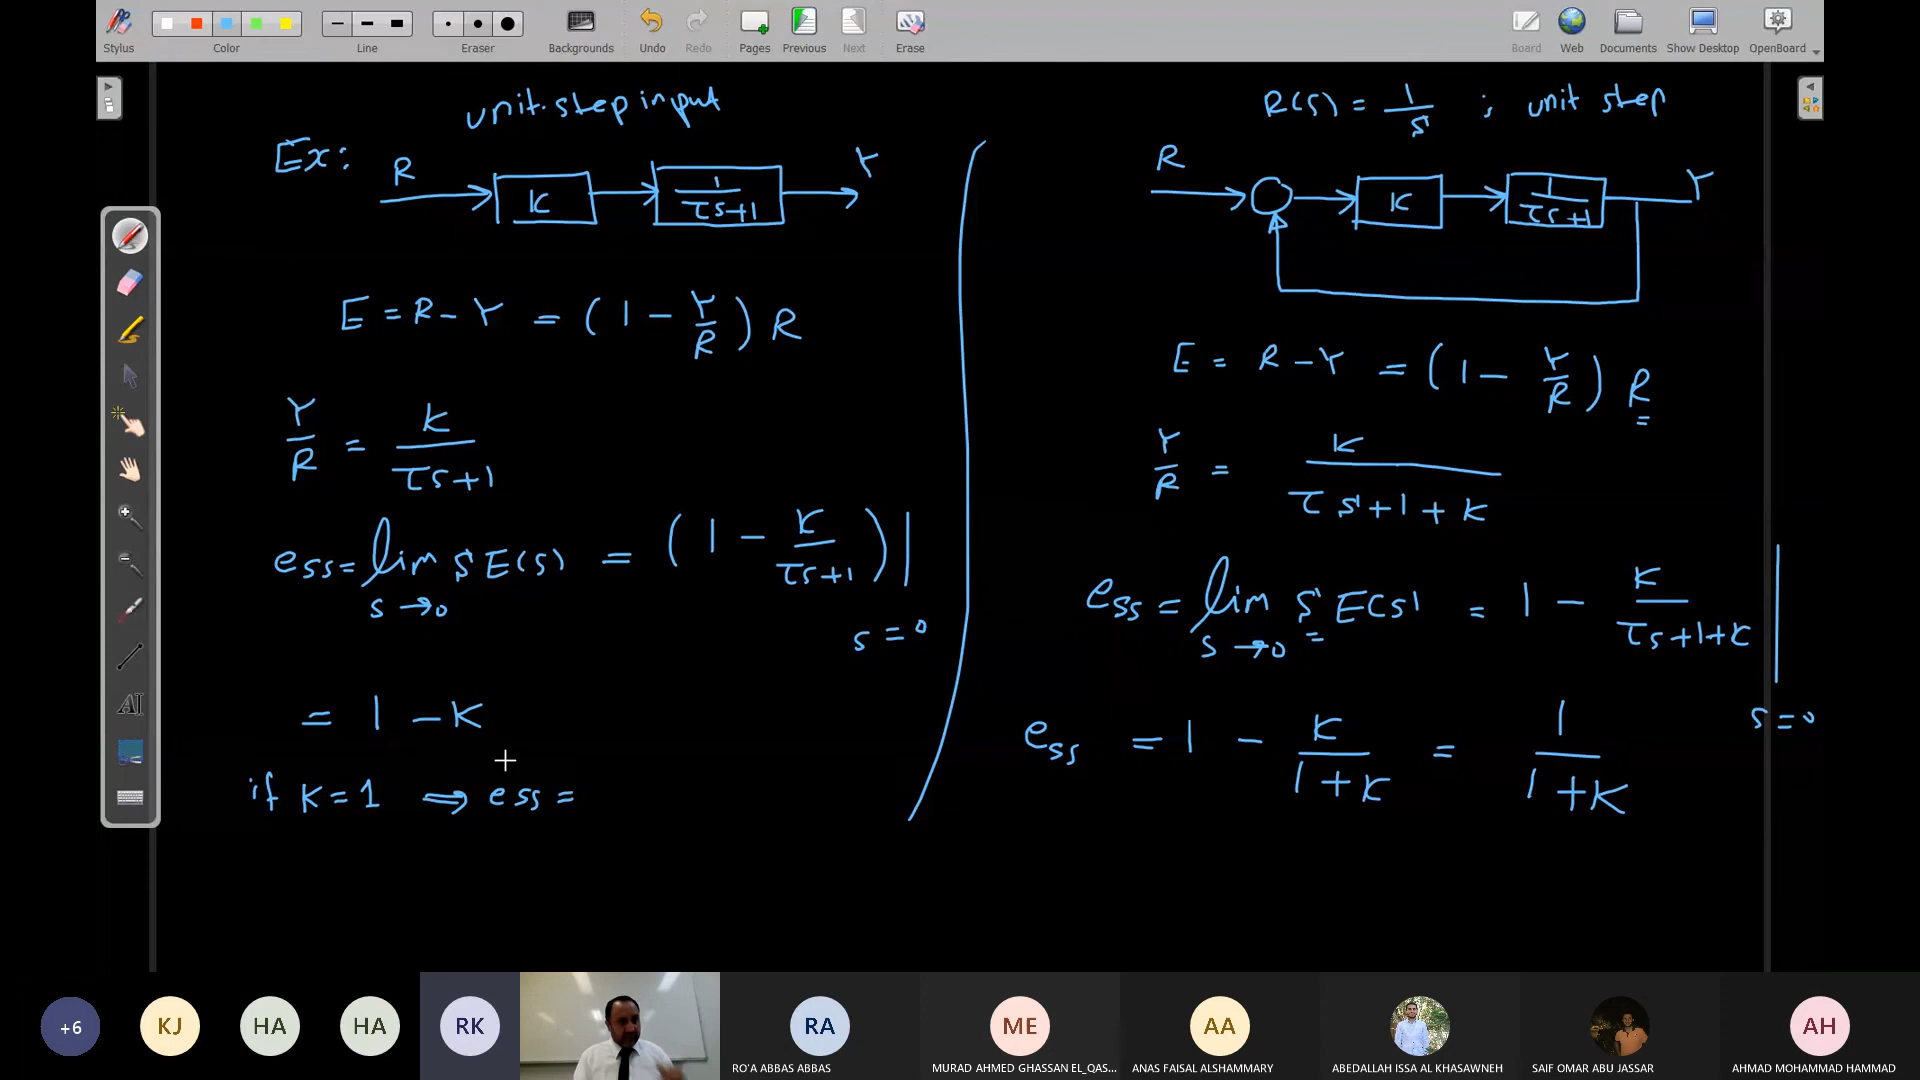 Stylus
Color
Line
Eraser
Backgrounds
Undo
Redo
Pages
Previous
Next
Erase
Board
Web
Documents
Show Desktop
OpenBoard
unit step input
Ex:
R
K
1
τs+1
Y
E = R - Y = (1 - Y/R) R
Y/R = K/(τs+1)
ess = lim s→0 S E(s) = (1 - K/(τs+1)) | s=0
= 1 - K
if K=1 ⇒ ess =
R(s) = 1/s ; unit step
R
K
1
τs+1
Y
E = R - Y = (1 - Y/R) R
Y/R = K/(τs+1+K)
ess = lim s→0 S E(s) = 1 - K/(τs+1+K) | s=0
ess = 1 - K/(1+K) = 1/(1+K)
+6
KJ
HA
HA
RK
RA
RO'A ABBAS ABBAS
ME
MURAD AHMED GHASSAN EL_QAS...
AA
ANAS FAISAL ALSHAMMARY
ABEDALLAH ISSA AL KHASAWNEH
SAIF OMAR ABU JASSAR
AH
AHMAD MOHAMMAD HAMMAD